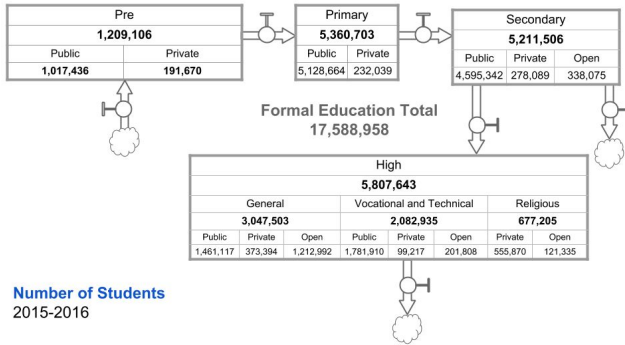 Pre
1,209,106
Public Private
1,017,436 191,670
Primary
5,360,703
Public Private
5,128,664 232,039
Secondary
5,211,506
Public Private Open
4,595,342 278,089 338,075
Formal Education Total
17,588,958
High
5,807,643
General Vocational and Technical Religious
3,047,503 2,082,935 677,205
Public Private Open Public Private Open Private Open
1,461,117 373,394 1,212,992 1,781,910 99,217 201,808 555,870 121,335
Number of Students
2015-2016